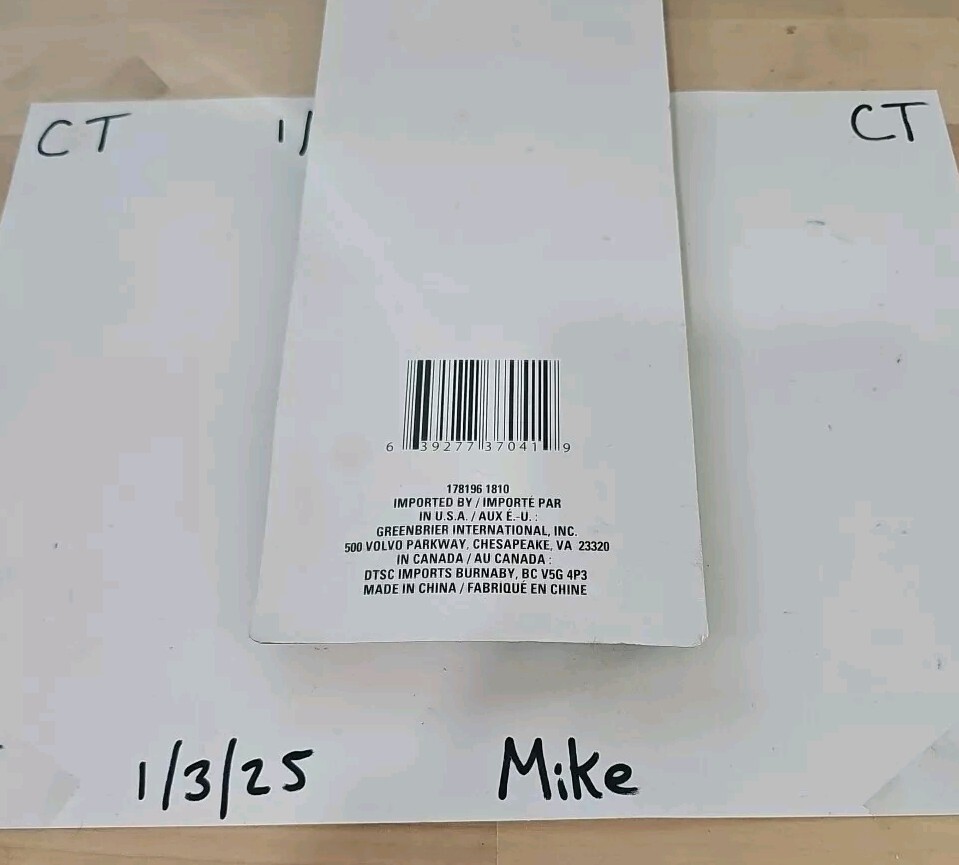 CT 1/ CT
6 39277 37041 9
178196 1810
IMPORTED BY / IMPORTÉ PAR
IN U.S.A. / AUX É.-U. :
GREENBRIER INTERNATIONAL, INC.
500 VOLVO PARKWAY, CHESAPEAKE, VA 23320
IN CANADA / AU CANADA :
DTSC IMPORTS BURNABY, BC V5G 4P3
MADE IN CHINA / FABRIQUÉ EN CHINE
1/3/25 Mike